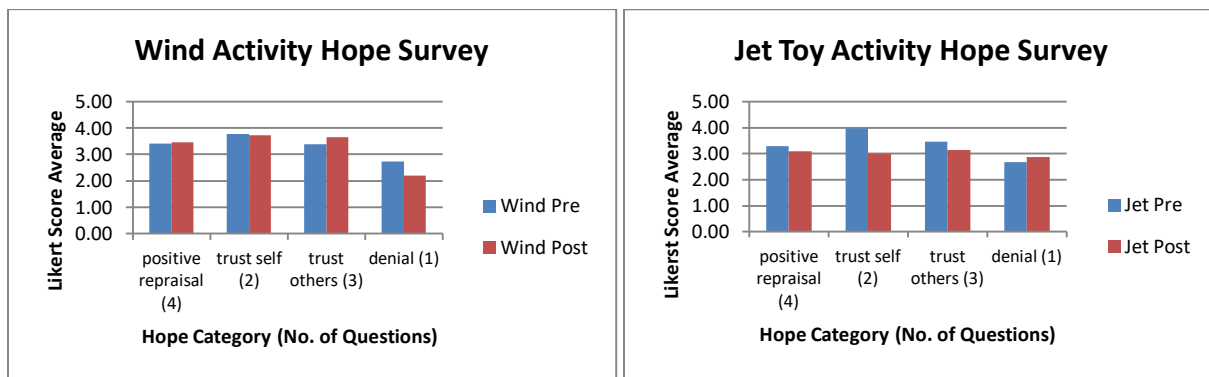 Wind Activity Hope Survey
Likert Score Average
5.00
4.00
3.00
2.00
1.00
0.00
positive trust self trust denial (1)
repraisal (2) others (3)
(4)
Hope Category (No. of Questions)
Wind Pre
Wind Post
Jet Toy Activity Hope Survey
Likerst Score Average
5.00
4.00
3.00
2.00
1.00
0.00
positive trust self trust denial (1)
repraisal (2) others (3)
(4)
Hope Category (No. of Questions)
Jet Pre
Jet Post